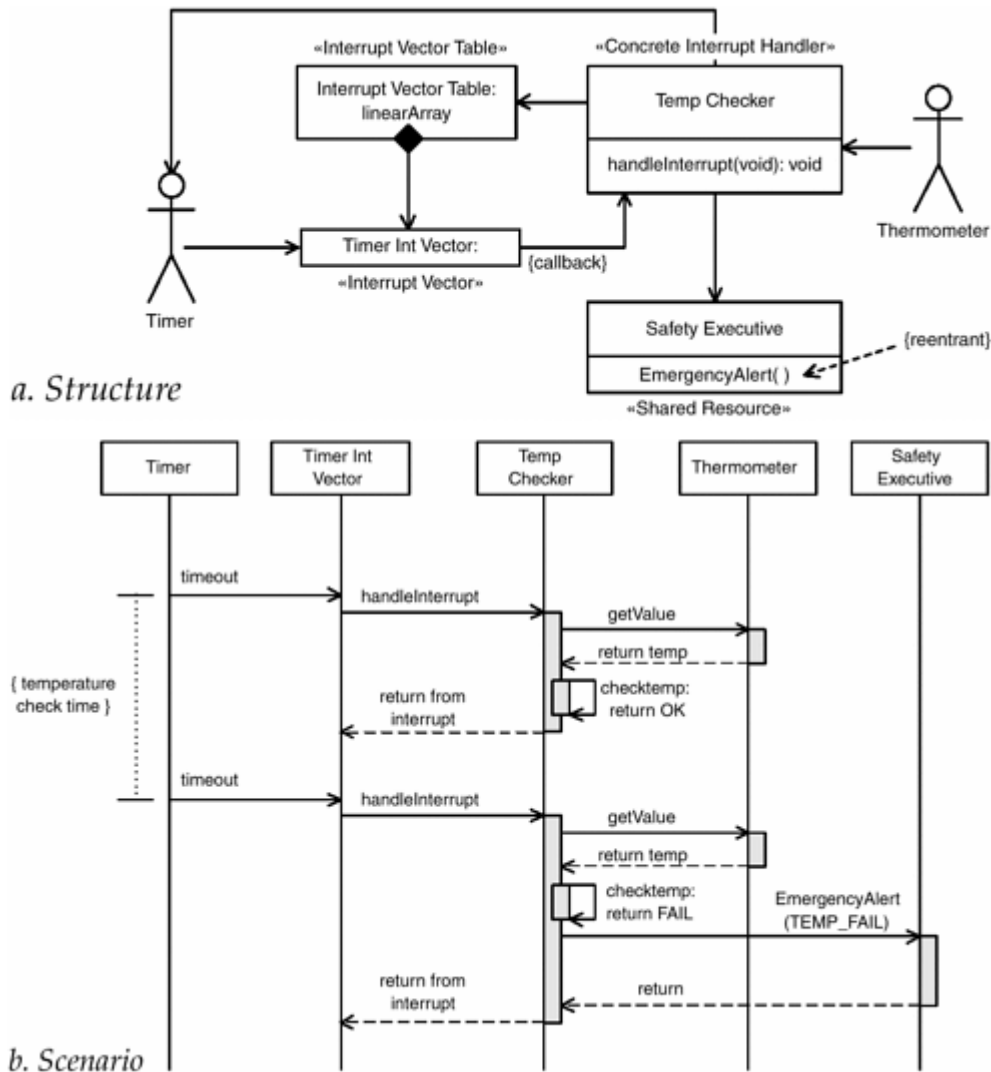 «Interrupt Vector Table»
«Concrete Interrupt Handler»
Interrupt Vector Table:
linearArray
Temp Checker
handleInterrupt(void): void
Thermometer
Timer Int Vector:
{callback}
«Interrupt Vector»
Timer
Safety Executive
{reentrant}
EmergencyAlert( )
«Shared Resource»
a. Structure
Timer
Timer Int
Vector
Temp
Checker
Thermometer
Safety
Executive
timeout
handleInterrupt
getValue
return temp
{ temperature
check time }
checktemp:
return OK
return from
interrupt
timeout
handleInterrupt
getValue
return temp
checktemp:
return FAIL
EmergencyAlert
(TEMP_FAIL)
return from
interrupt
return
b. Scenario